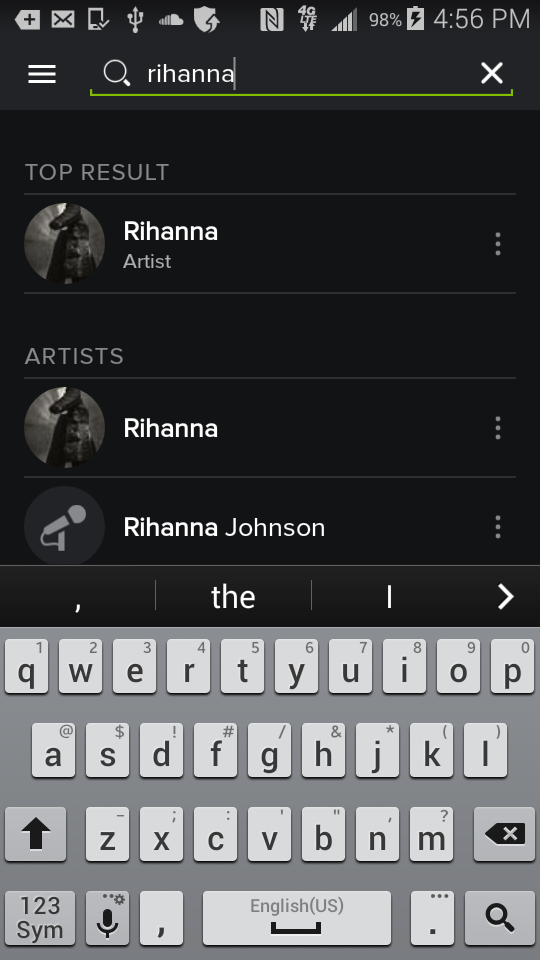 4G LTE 98% 4:56 PM
rihanna
TOP RESULT
Rihanna
Artist
ARTISTS
Rihanna
Rihanna Johnson
, the I
1 2 3 4 5 6 7 8 9 0
q w e r t y u i o p
@ $ ! # / & * ( )
a s d f g h j k l
– ; : ' " , ?
z x c v b n m
123 Sym , English(US) .